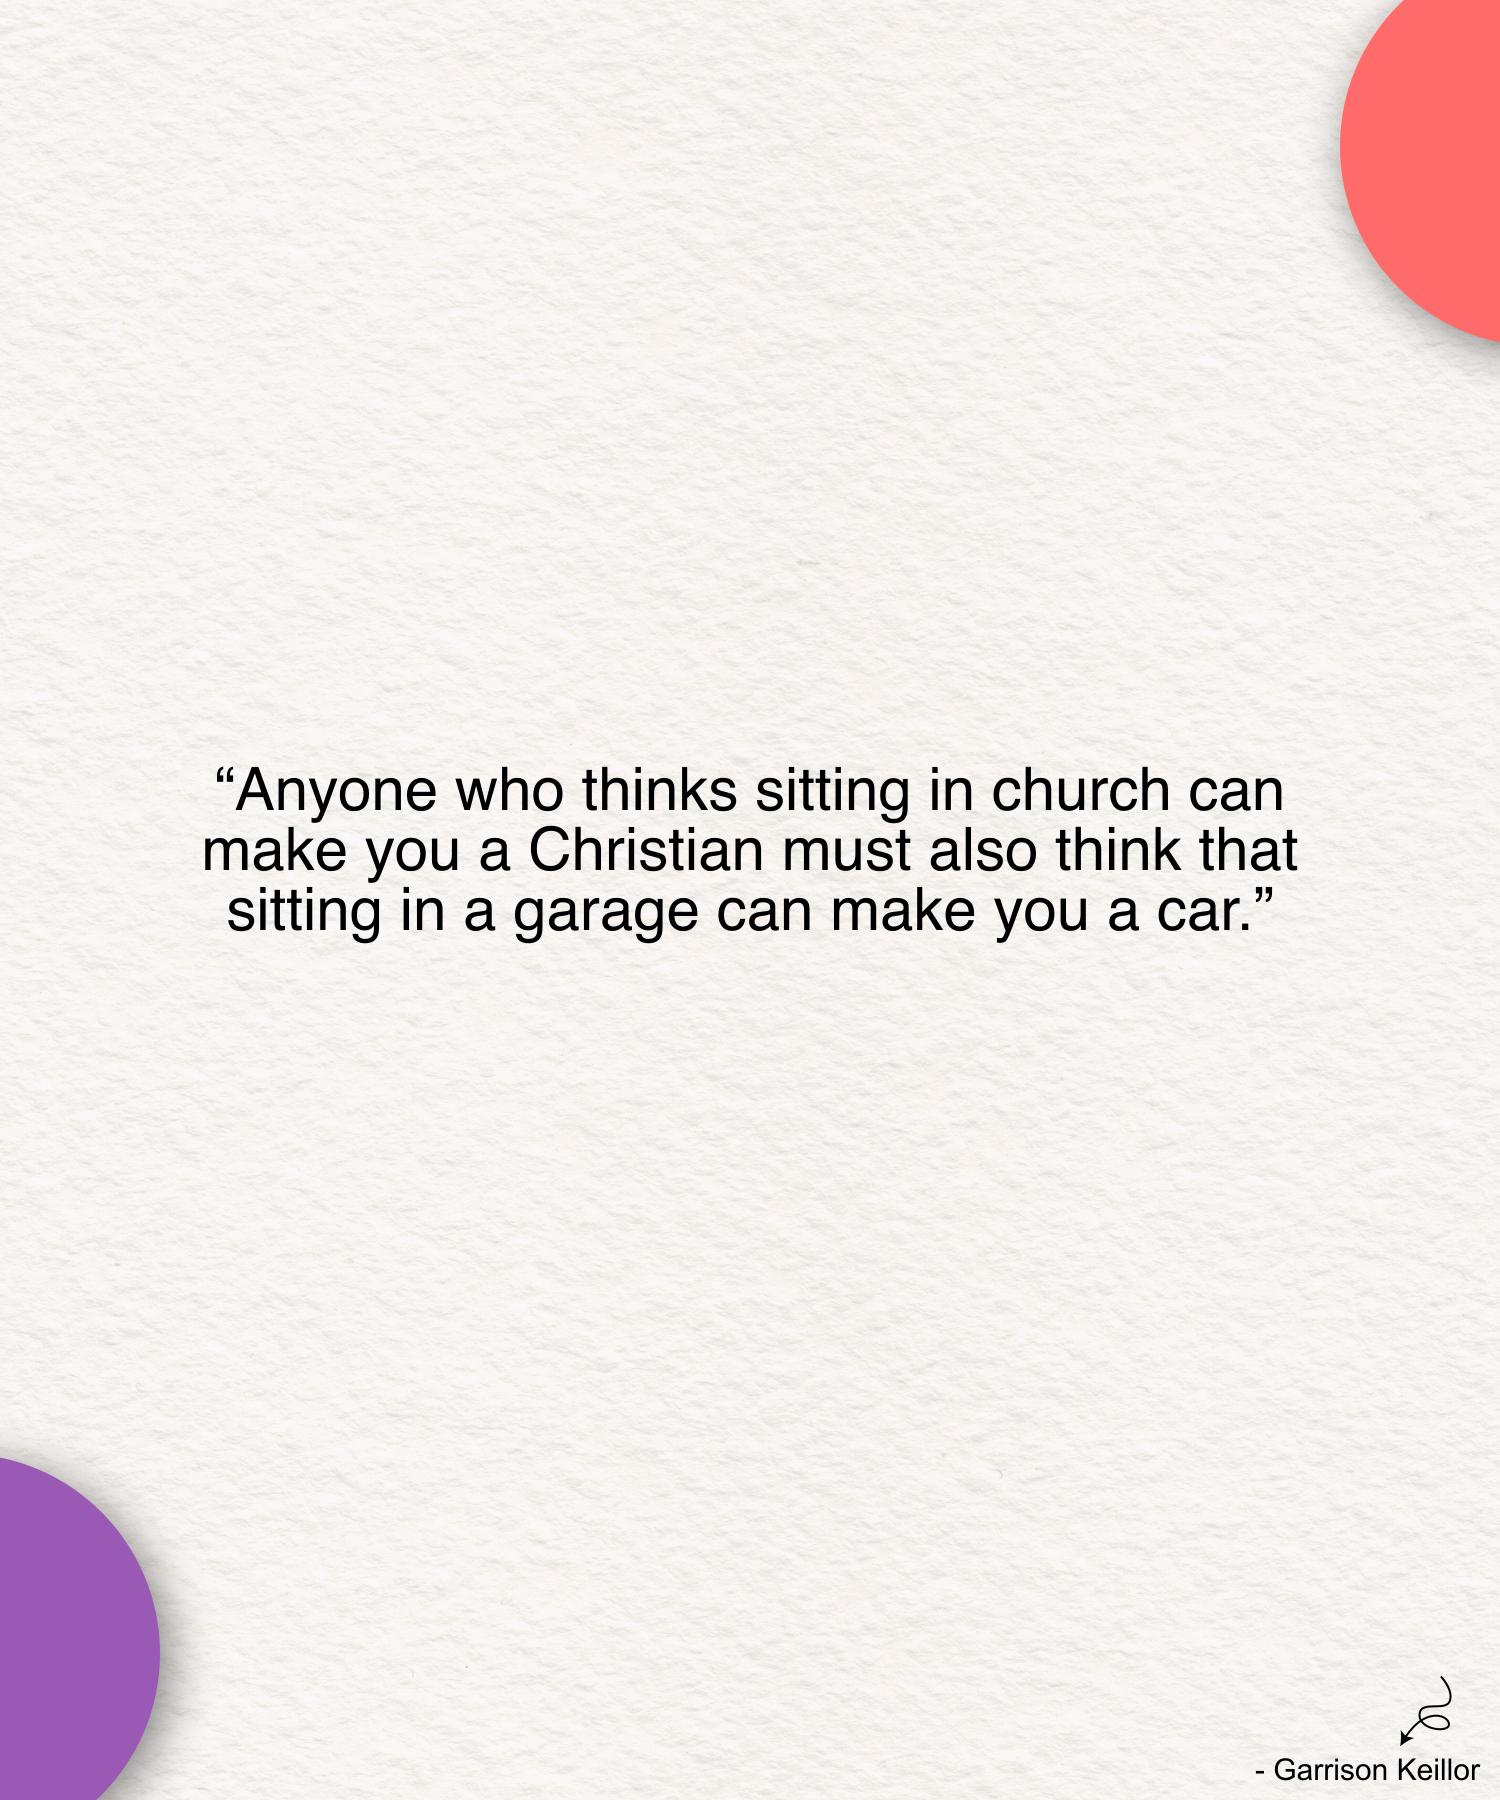 “Anyone who thinks sitting in church can
make you a Christian must also think that
sitting in a garage can make you a car.”
- Garrison Keillor